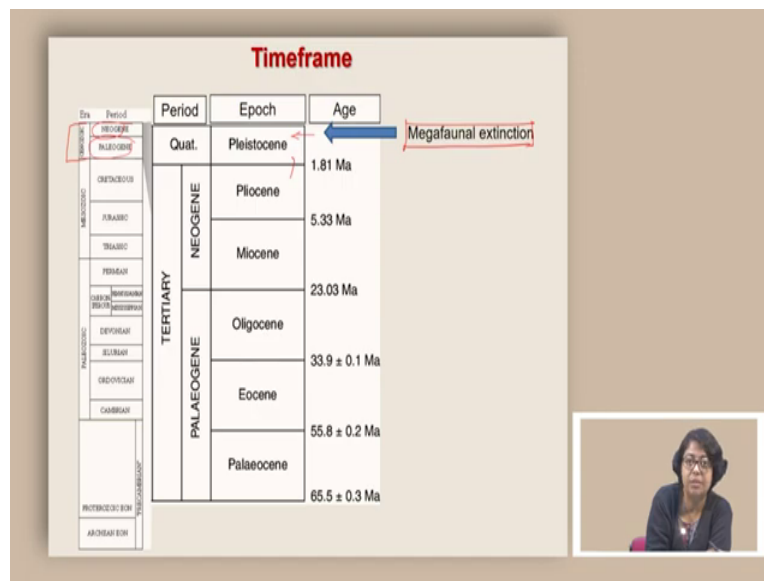 Timeframe
Era Period
Period Epoch Age
NEOGENE
PALEOGENE
CRETACEOUS
JURASSIC
TRIASSIC
PERMIAN
DEVONIAN
SILURIAN
ORDOVICIAN
CAMBRIAN
PROTEROZOIC EON
ARCHEAN EON
MESOZOIC
PALEOZOIC
Quat. Pleistocene
Megafaunal extinction
1.81 Ma
TERTIARY
NEOGENE
Pliocene
5.33 Ma
Miocene
23.03 Ma
PALAEOGENE
Oligocene
33.9 ± 0.1 Ma
Eocene
55.8 ± 0.2 Ma
Palaeocene
65.5 ± 0.3 Ma